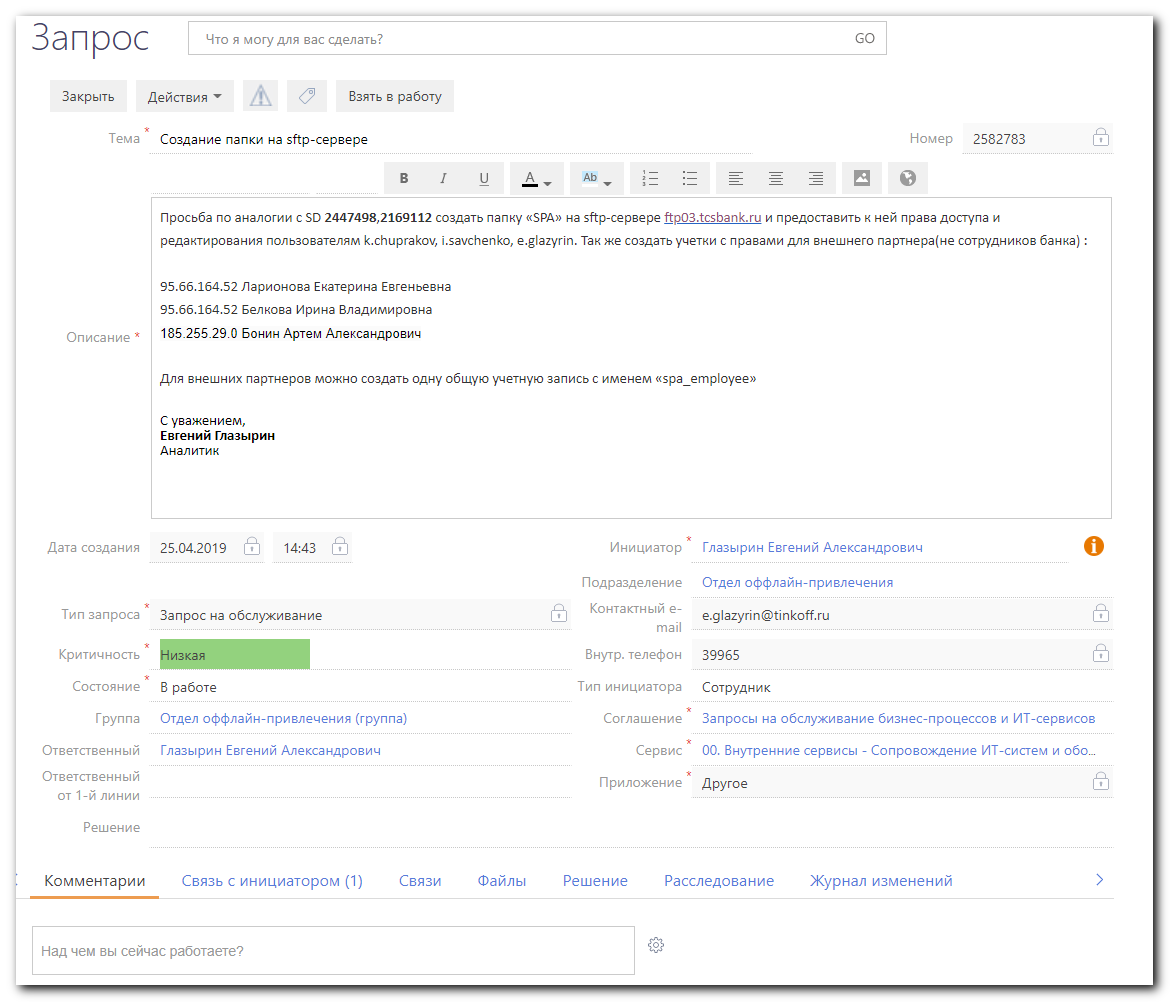 Запрос
Что я могу для вас сделать? GO
Закрыть Действия Взять в работу
Тема * Создание папки на sftp-сервере Номер 2582783
B I U A Ab
Просьба по аналогии с SD 2447498,2169112 создать папку «SPA» на sftp-сервере ftp03.tcsbank.ru и предоставить к ней права доступа и
редактирования пользователям k.chuprakov, i.savchenko, e.glazyrin. Так же создать учетки с правами для внешнего партнера(не сотрудников банка) :
95.66.164.52 Ларионова Екатерина Евгеньевна
95.66.164.52 Белкова Ирина Владимировна
Описание *
185.255.29.0 Бонин Артем Александрович
Для внешних партнеров можно создать одну общую учетную запись с именем «spa_employee»
С уважением,
Евгений Глазырин
Аналитик
Дата создания 25.04.2019 14:43 Инициатор * Глазырин Евгений Александрович
Подразделение Отдел оффлайн-привлечения
Тип запроса * Запрос на обслуживание Контактный e-
mail e.glazyrin@tinkoff.ru
Критичность * Низкая Внутр. телефон 39965
Состояние * В работе Тип инициатора Сотрудник
Группа Отдел оффлайн-привлечения (группа) Соглашение * Запросы на обслуживание бизнес-процессов и ИТ-сервисов
Ответственный Глазырин Евгений Александрович Сервис * 00. Внутренние сервисы - Сопровождение ИТ-систем и обо...
Ответственный
от 1-й линии Приложение * Другое
Решение
Комментарии Связь с инициатором (1) Связи Файлы Решение Расследование Журнал изменений
Над чем вы сейчас работаете?